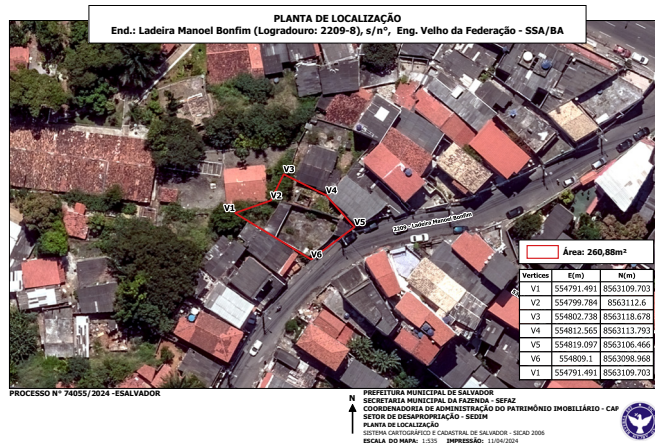 PLANTA DE LOCALIZAÇÃO
End.: Ladeira Manoel Bonfim (Logradouro: 2209-8), s/n°, Eng. Velho da Federação - SSA/BA
V3
V2
V4
V1
V5
2209 - Ladeira Manoel Bonfim
V6
Área: 260,88m²
Vertices E(m) N(m)
V1 554791.491 8563109.703
V2 554799.784 8563112.6
V3 554802.738 8563118.678
V4 554812.565 8563113.793
V5 554819.097 8563106.466
V6 554809.1 8563098.968
V1 554791.491 8563109.703
PROCESSO N° 74055/2024 -ESALVADOR
N
PREFEITURA MUNICIPAL DE SALVADOR
SECRETARIA MUNICIPAL DA FAZENDA - SEFAZ
COORDENADORIA DE ADMINISTRAÇÃO DO PATRIMÔNIO IMOBILIÁRIO - CAP
SETOR DE DESAPROPRIAÇÃO - SEDIM
PLANTA DE LOCALIZAÇÃO
SISTEMA CARTOGRÁFICO E CADASTRAL DE SALVADOR - SICAD 2006
ESCALA DO MAPA: 1:535 IMPRESSÃO: 11/04/2024